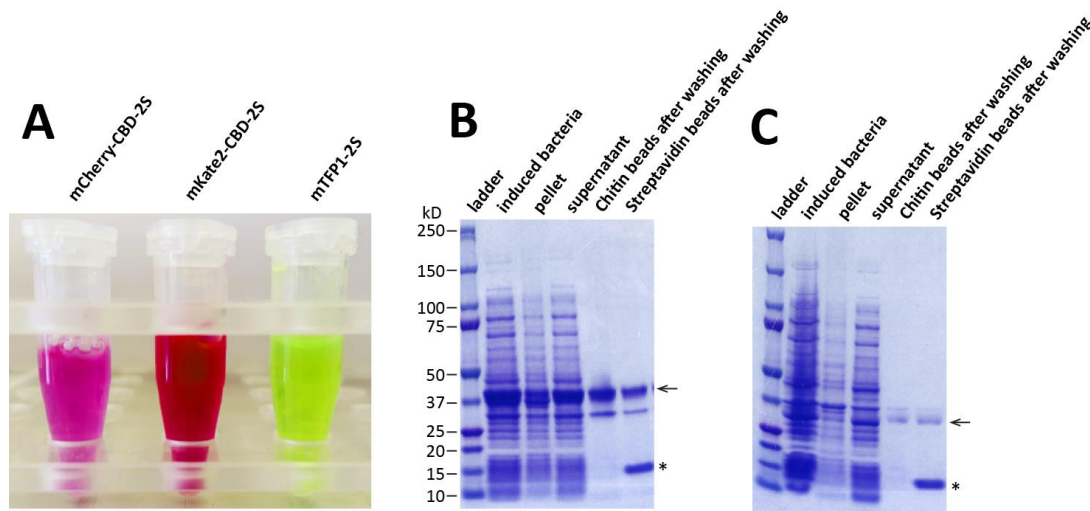 A
mCherry-CBD-2S
mKate2-CBD-2S
mTFP1-2S
B
kD
ladder
induced bacteria
pellet
supernatant
Chitin beads after washing
Streptavidin beads after washing
250
150
100
75
50
37
25
20
15
10
*
C
ladder
induced bacteria
pellet
supernatant
Chitin beads after washing
Streptavidin beads after washing
*